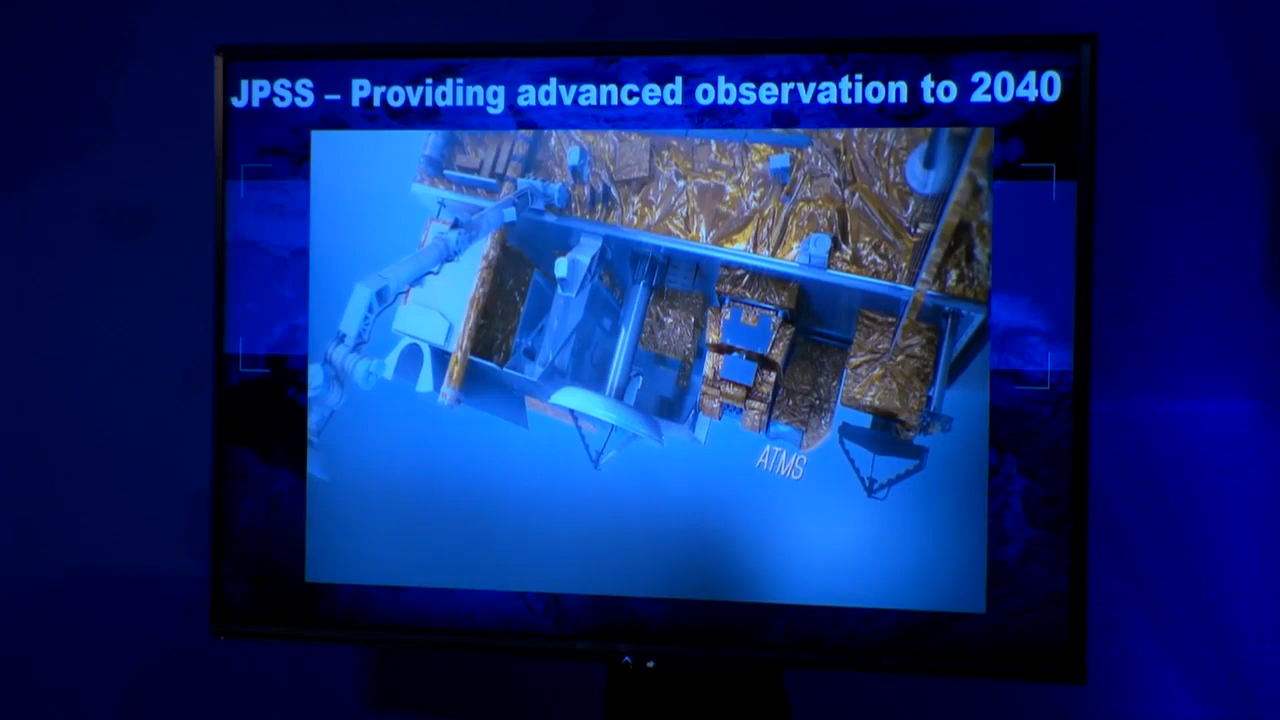 JPSS – Providing advanced observation to 2040
ATMS